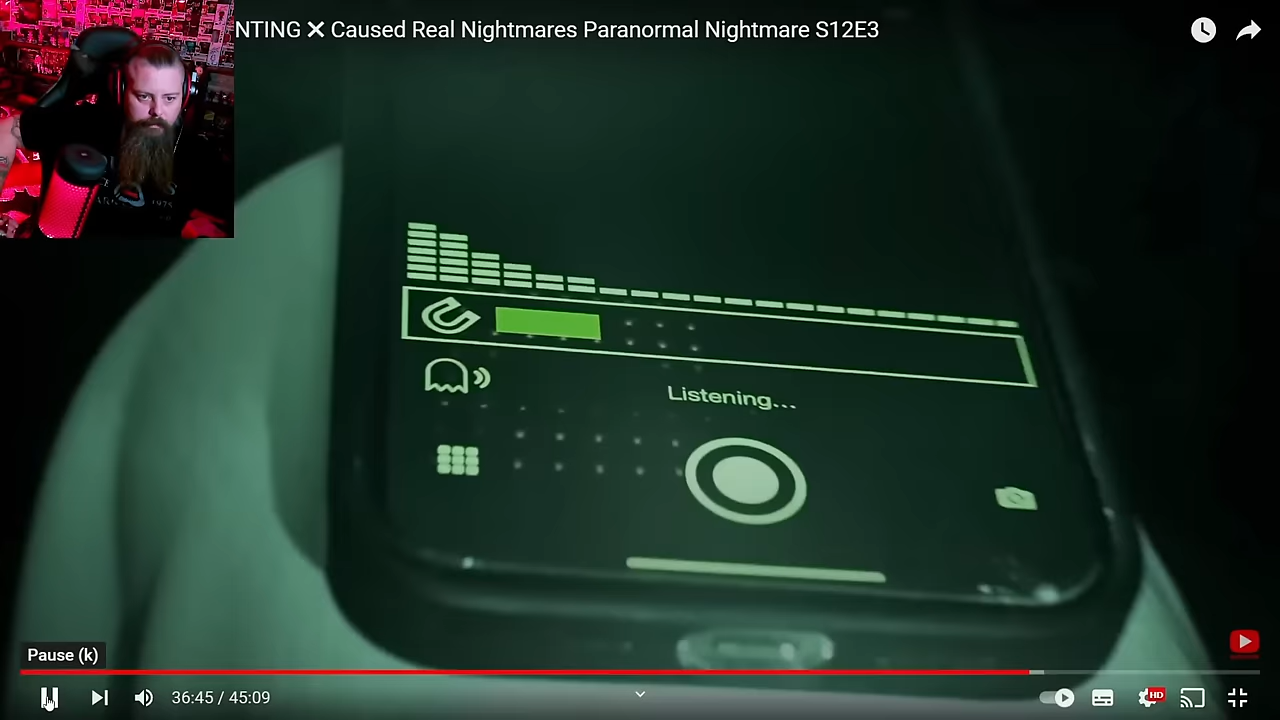 NTING ❌ Caused Real Nightmares Paranormal Nightmare S12E3
Listening...
Pause (k)
36:45 / 45:09
HD